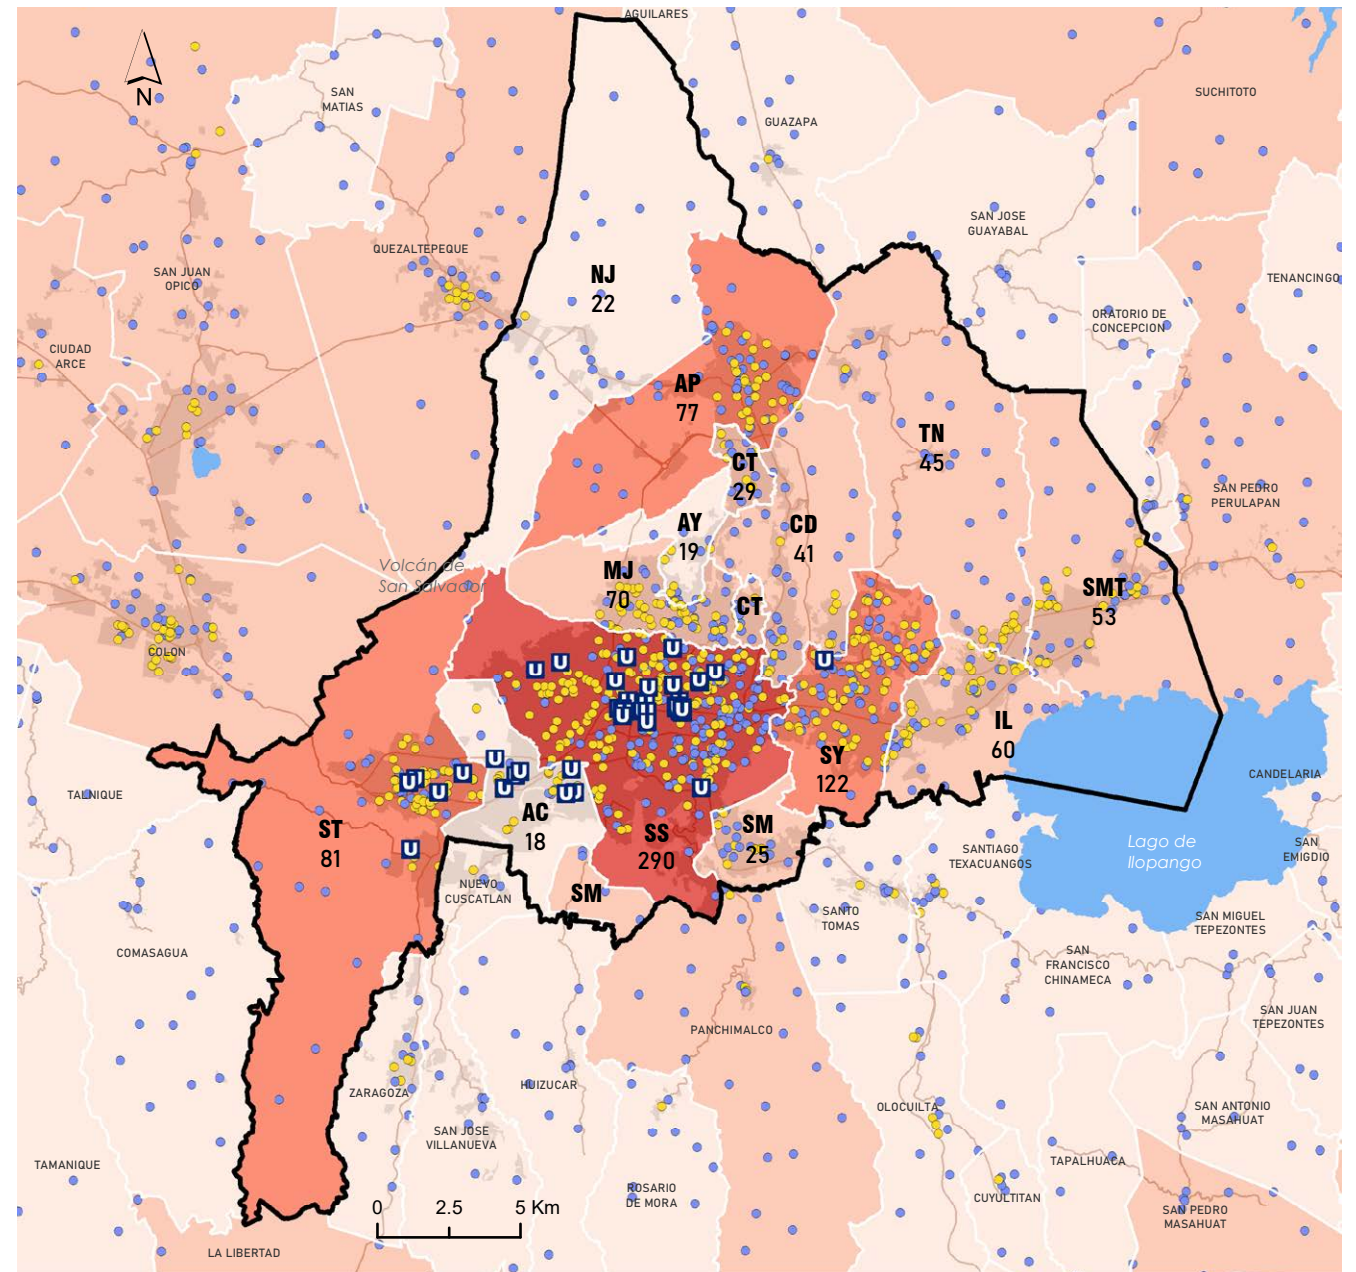 AGUILARES
N
SAN
MATIAS
SUCHITOTO
GUAZAPA
SAN JOSE
GUAYABAL
QUEZALTEPEQUE
SAN JUAN
OPICO
TENANCINGO
NJ
22
ORATORIO DE
CONCEPCION
CIUDAD
ARCE
AP
77
TN
45
CT
29
SAN PEDRO
PERULAPAN
AY
19
CD
41
Volcán de
San Salvador
MJ
70
SMT
53
CT
COLON
U
U
U
U
U
U
U
U
U
U
U
U
U
U
IL
60
SY
122
U
U
U
U
U
U
U
U
U
U
CANDELARIA
TALNIQUE
AC
18
ST
81
SS
290
SM
25
U
Lago de
Ilopango
SAN
EMIGDIO
SANTIAGO
TEXACUANGOS
NUEVO
CUSCATLAN
SM
SANTO
TOMAS
SAN MIGUEL
TEPEZONTES
COMASAGUA
SAN
FRANCISCO
CHINAMECA
SAN JUAN
TEPEZONTES
PANCHIMALCO
ZARAGOZA
HUIZUCAR
OLOCUILTA
SAN ANTONIO
MASAHUAT
SAN JOSE
VILLANUEVA
TAMANIQUE
TAPALHUACA
ROSARIO
DE MORA
CUYULTITAN
SAN PEDRO
MASAHUAT
0 2.5 5 Km
LA LIBERTAD